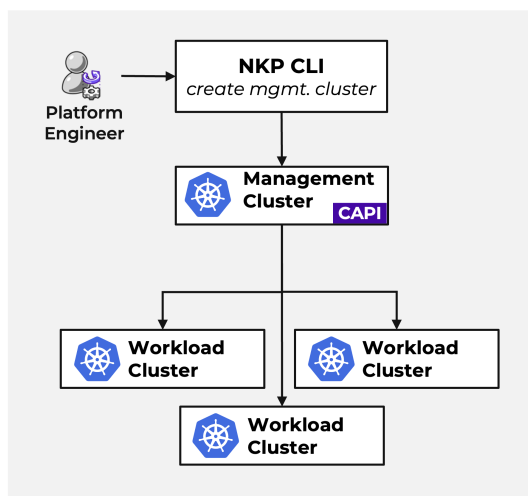 NKP CLI
create mgmt. cluster
Platform
Engineer
Management
Cluster
CAPI
Workload
Cluster
Workload
Cluster
Workload
Cluster